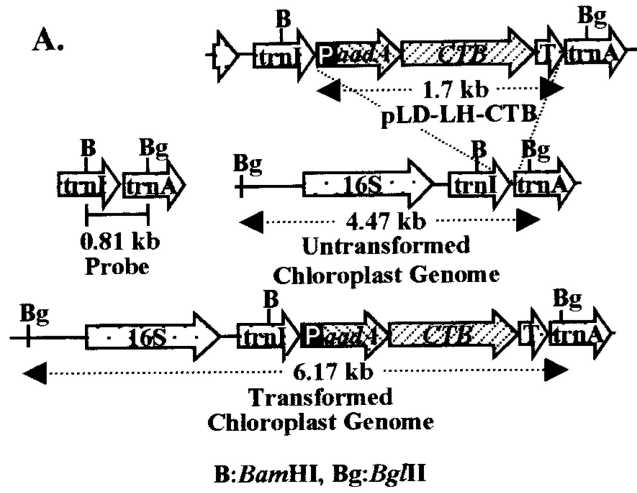 A.
B
trnI PaadA CTB T trnA
Bg
1.7 kb
pLD-LH-CTB
B Bg
trnI trnA
0.81 kb
Probe
Bg
16S
B
trnI
Bg
trnA
4.47 kb
Untransformed
Chloroplast Genome
Bg
16S
B
trnI PaadA CTB T trnA
Bg
6.17 kb
Transformed
Chloroplast Genome
B:BamHI, Bg:BglII